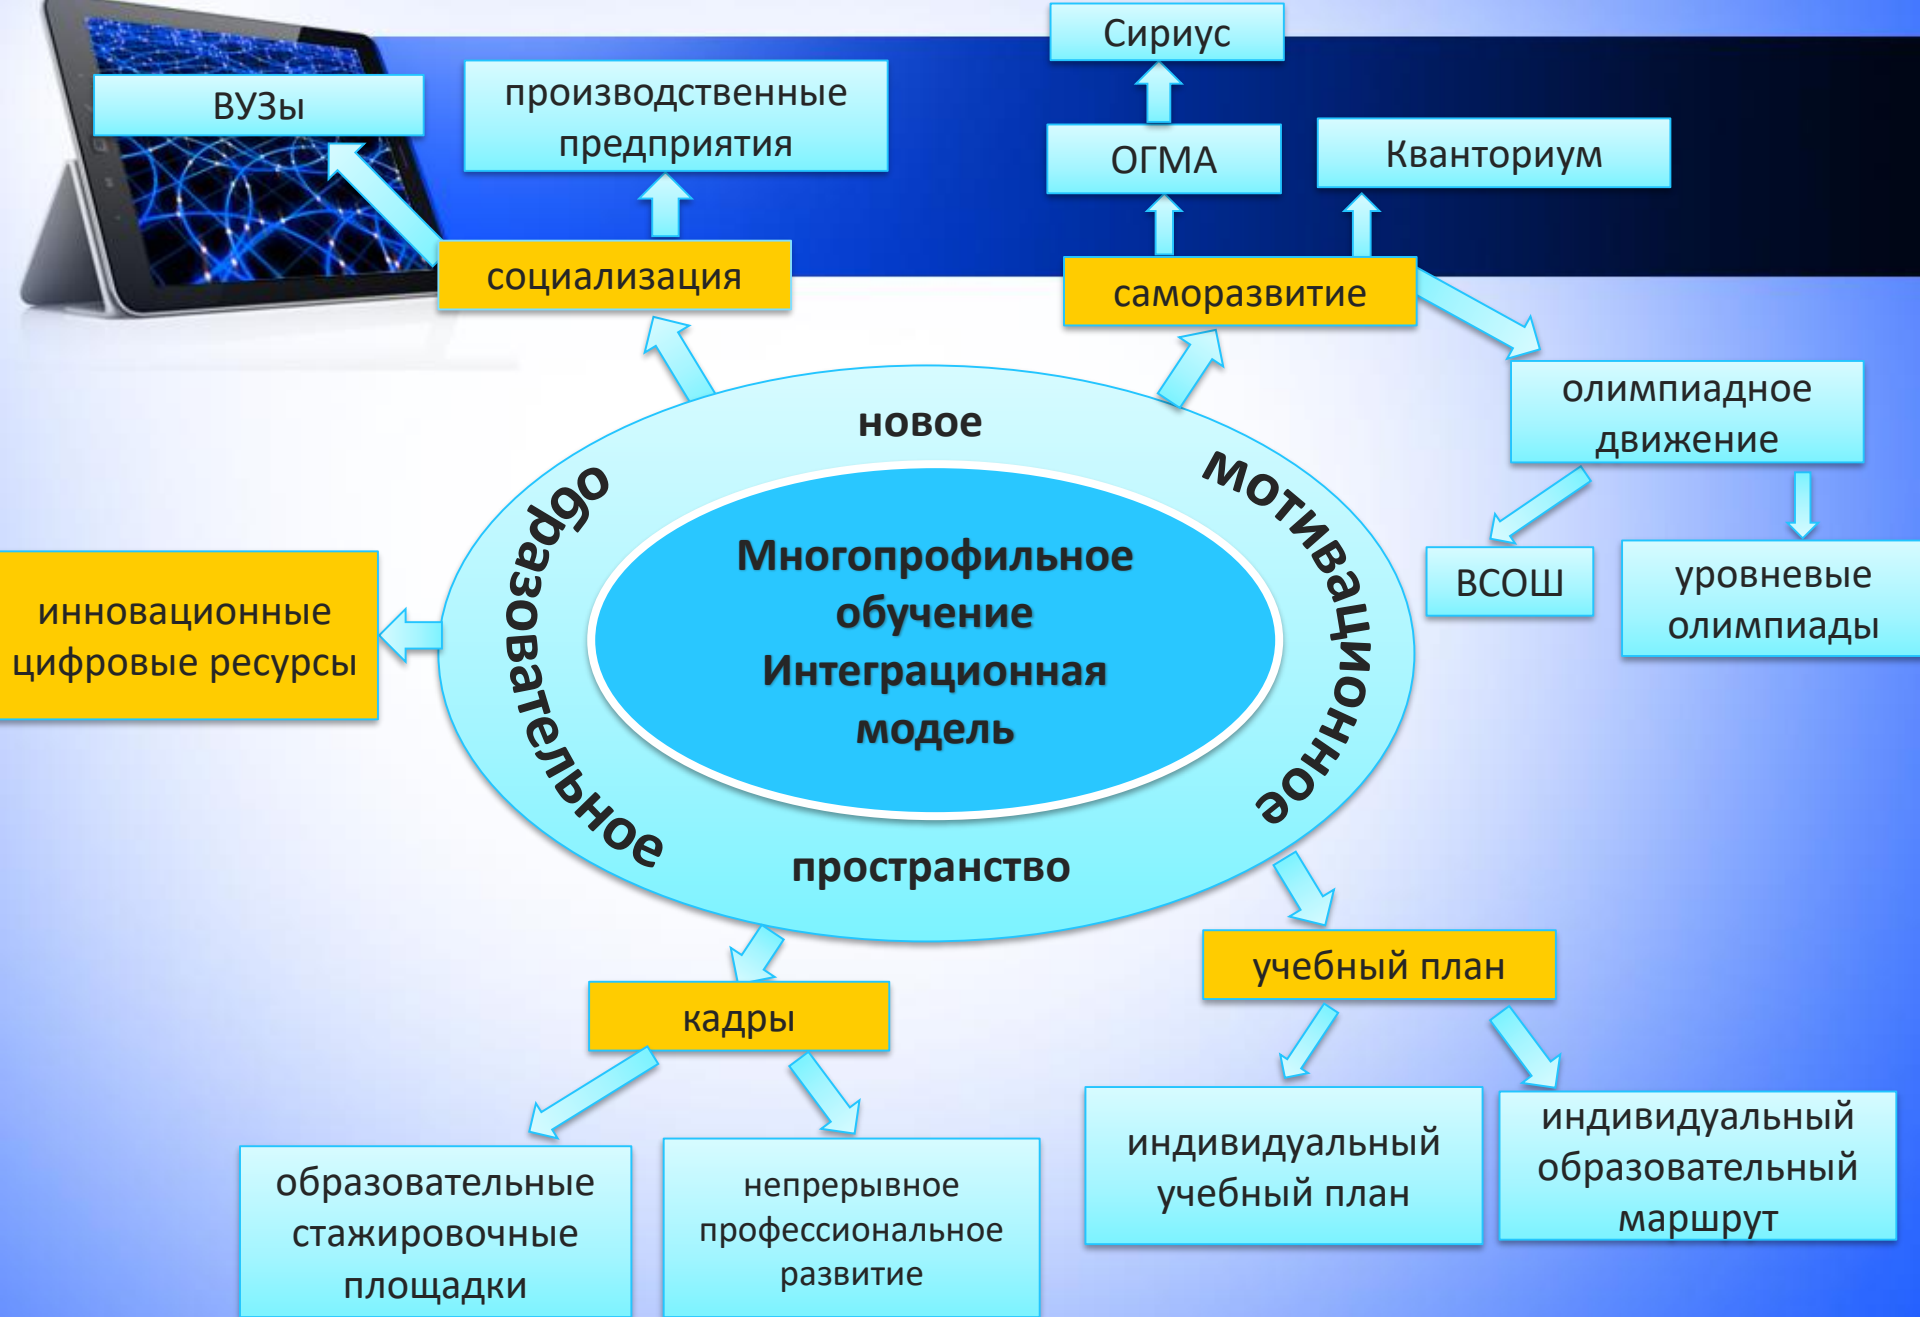 Сириус
ВУЗы
производственные
предприятия
ОГМА
Кванториум
социализация
саморазвитие
олимпиадное
движение
ВСОШ
уровневые
олимпиады
инновационные
цифровые ресурсы
новое
мотивационное
образовательное
пространство
Многопрофильное
обучение
Интеграционная
модель
кадры
учебный план
образовательные
стажировочные
площадки
непрерывное
профессиональное
развитие
индивидуальный
учебный план
индивидуальный
образовательный
маршрут